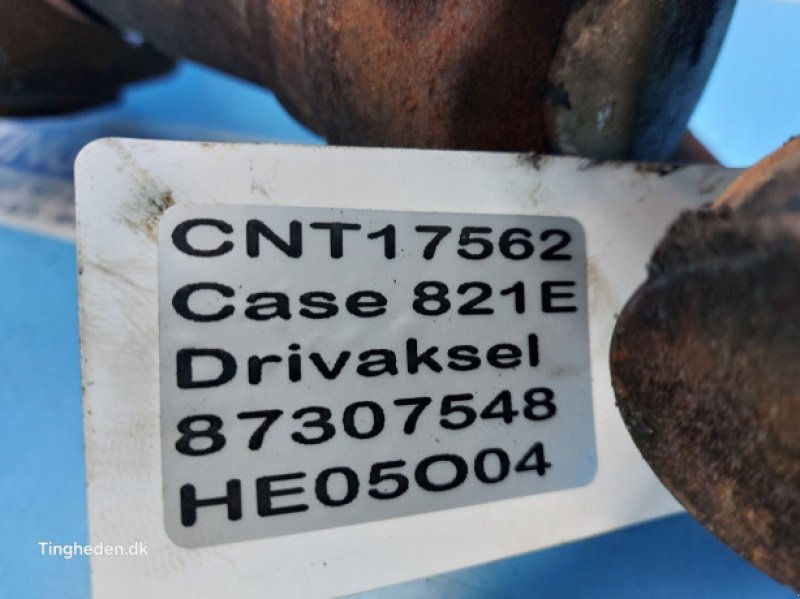 CNT17562
Case 821E
Drivaksel
87307548
HE05O04
Tingheden.dk